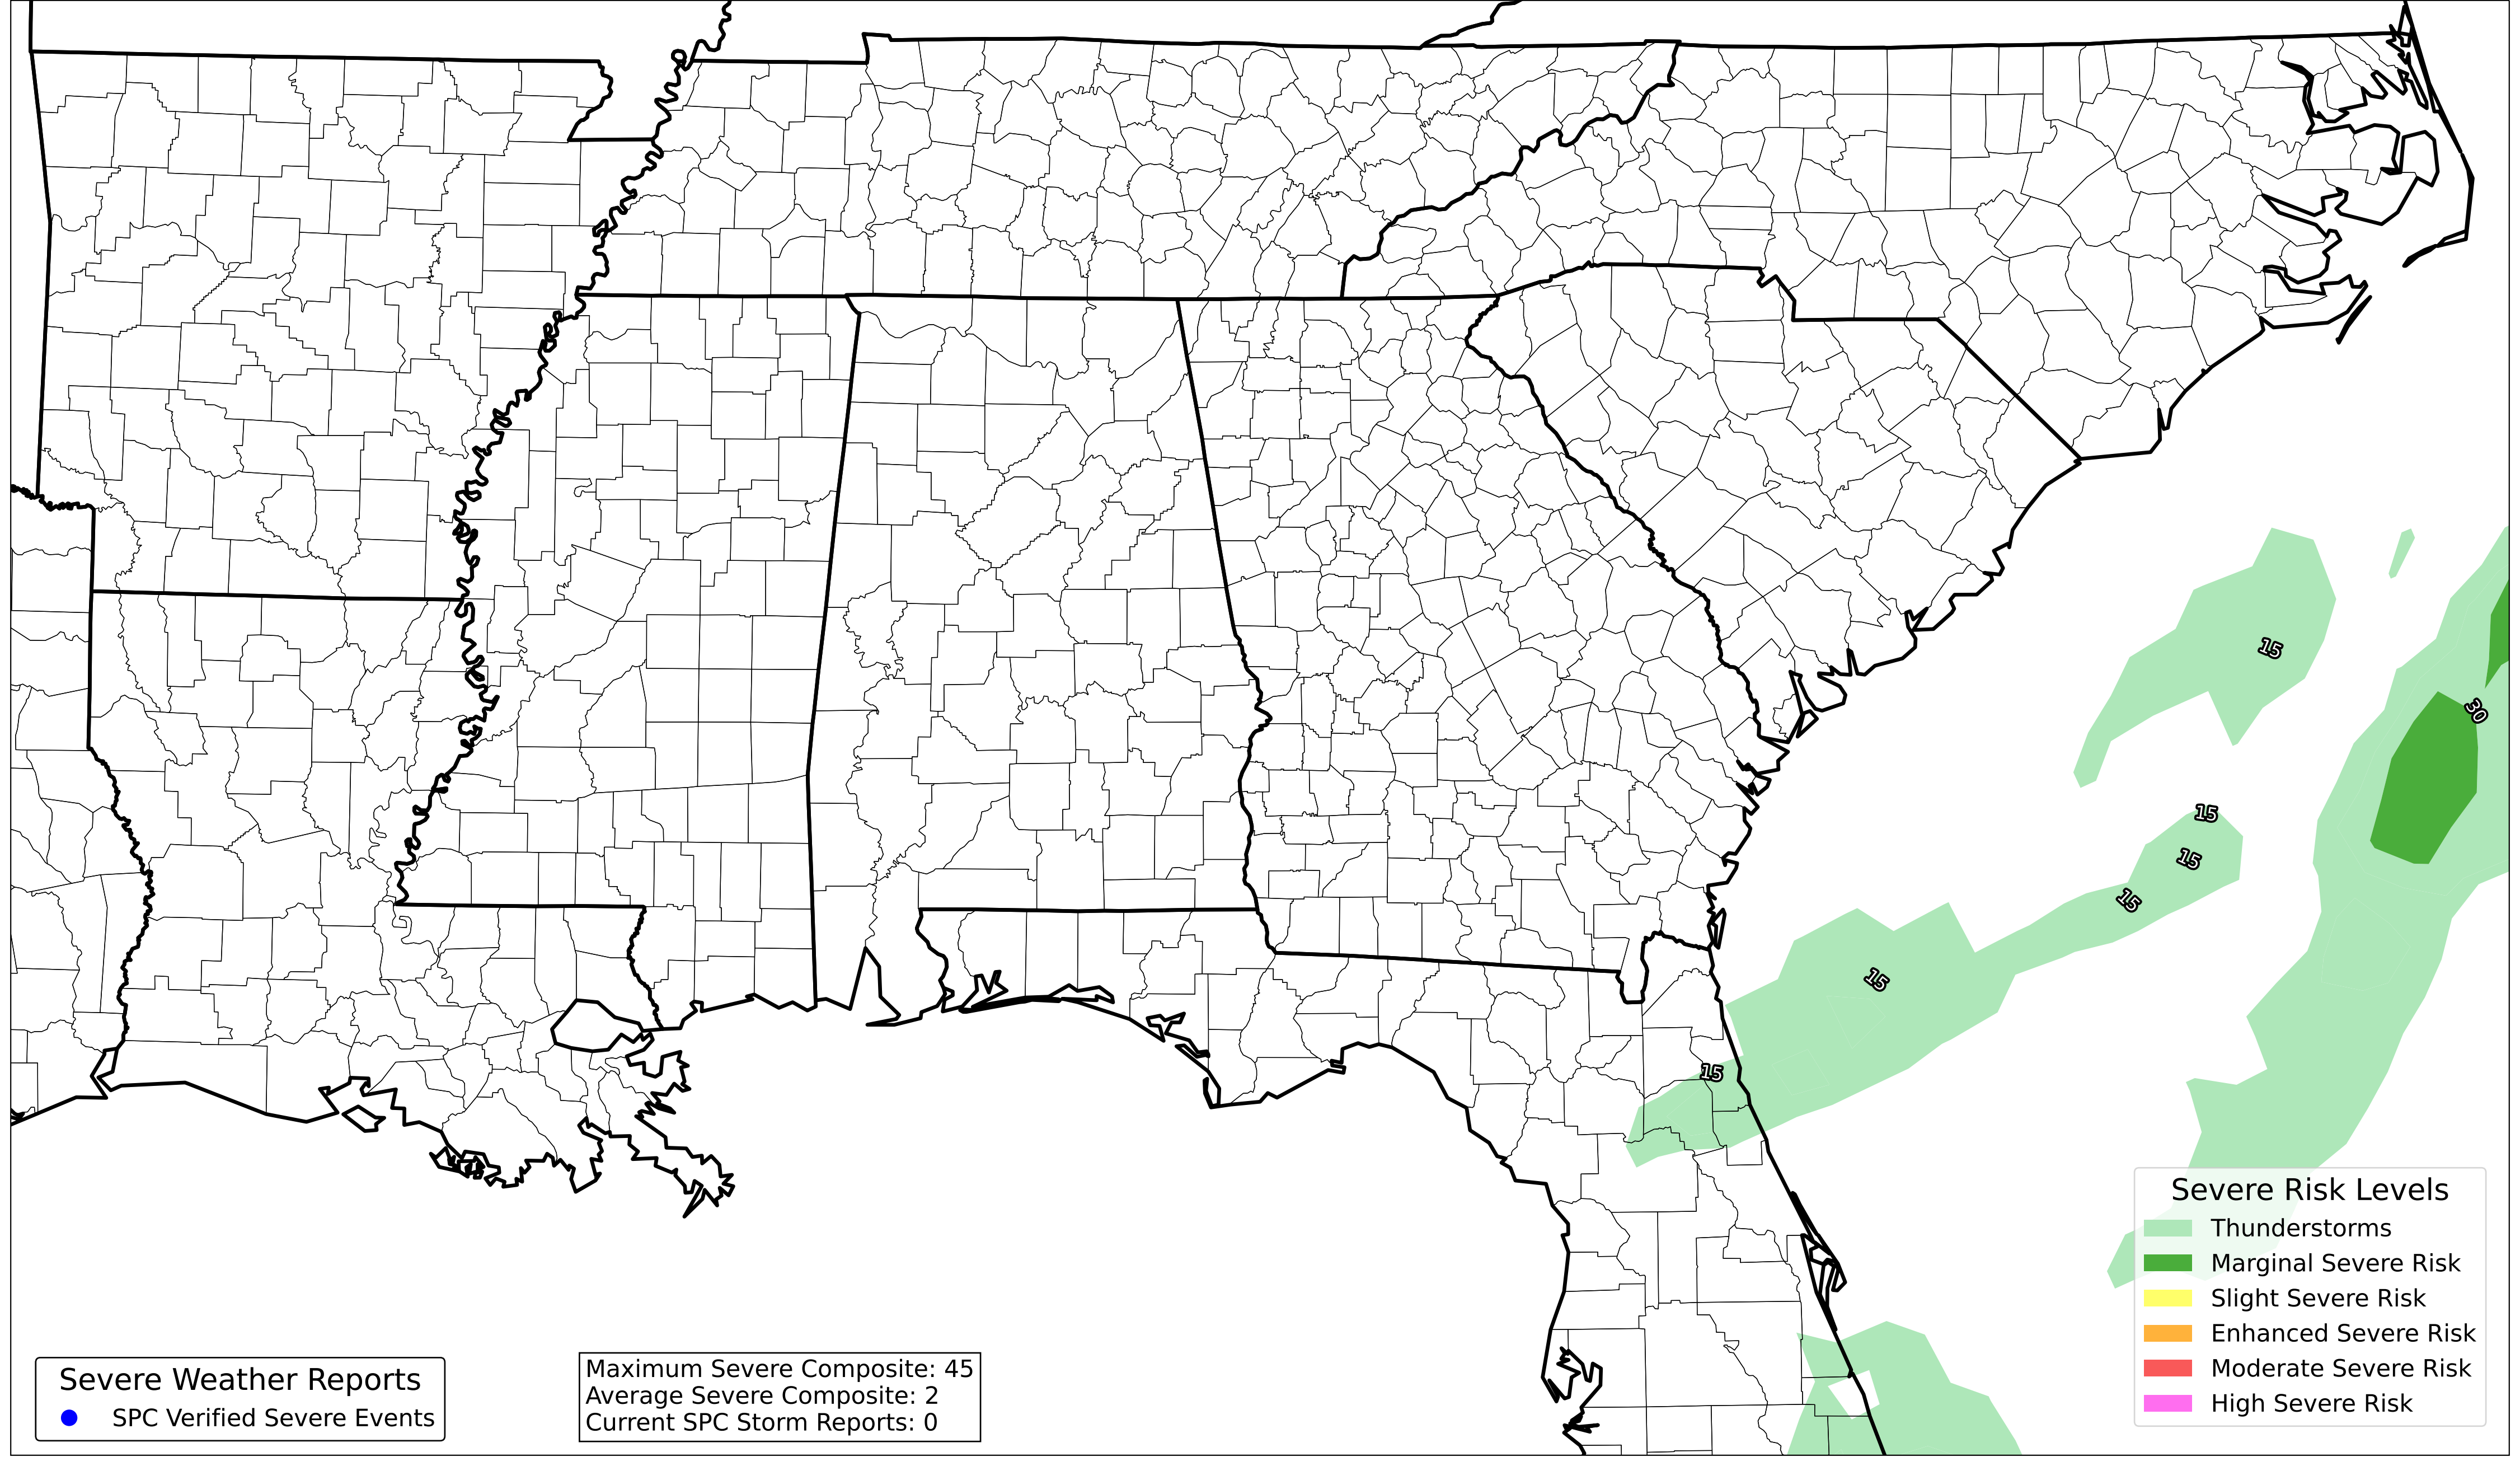 15
30
15
15
15
15
15
Severe Risk Levels
Thunderstorms
Marginal Severe Risk
Slight Severe Risk
Enhanced Severe Risk
Moderate Severe Risk
High Severe Risk
Severe Weather Reports
SPC Verified Severe Events
Maximum Severe Composite: 45
Average Severe Composite: 2
Current SPC Storm Reports: 0